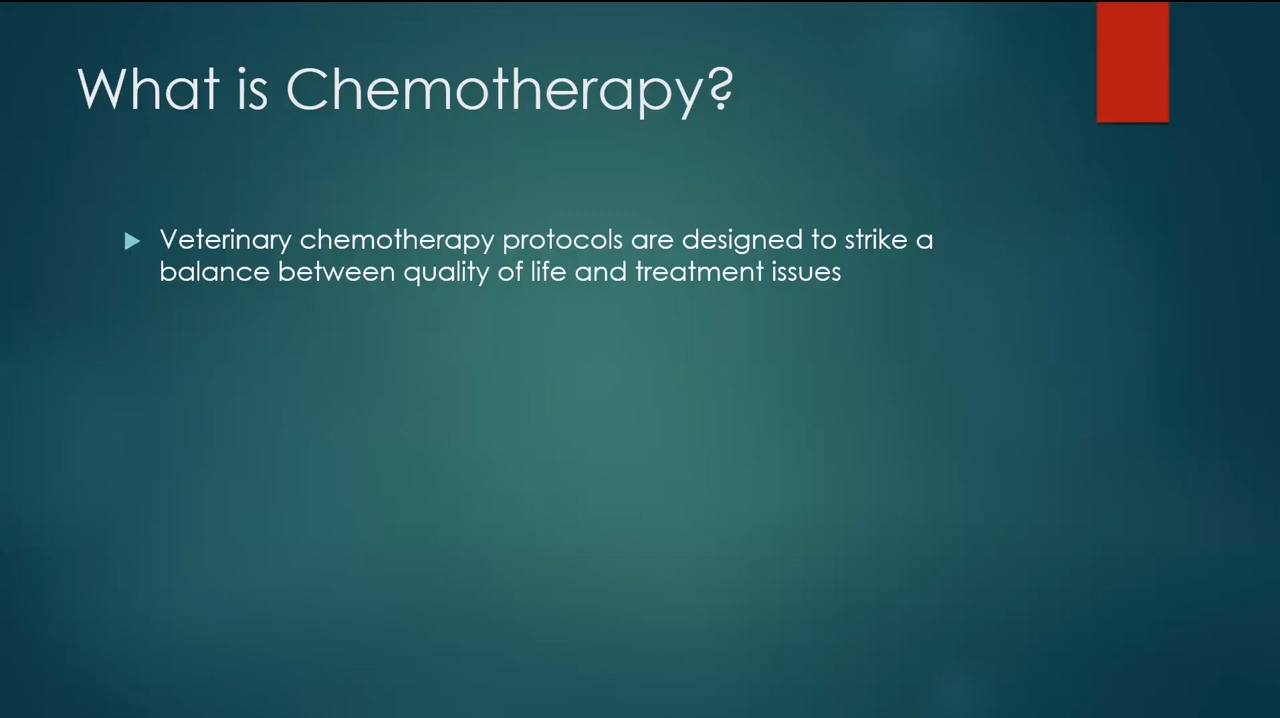 What is Chemotherapy?
Veterinary chemotherapy protocols are designed to strike a
balance between quality of life and treatment issues